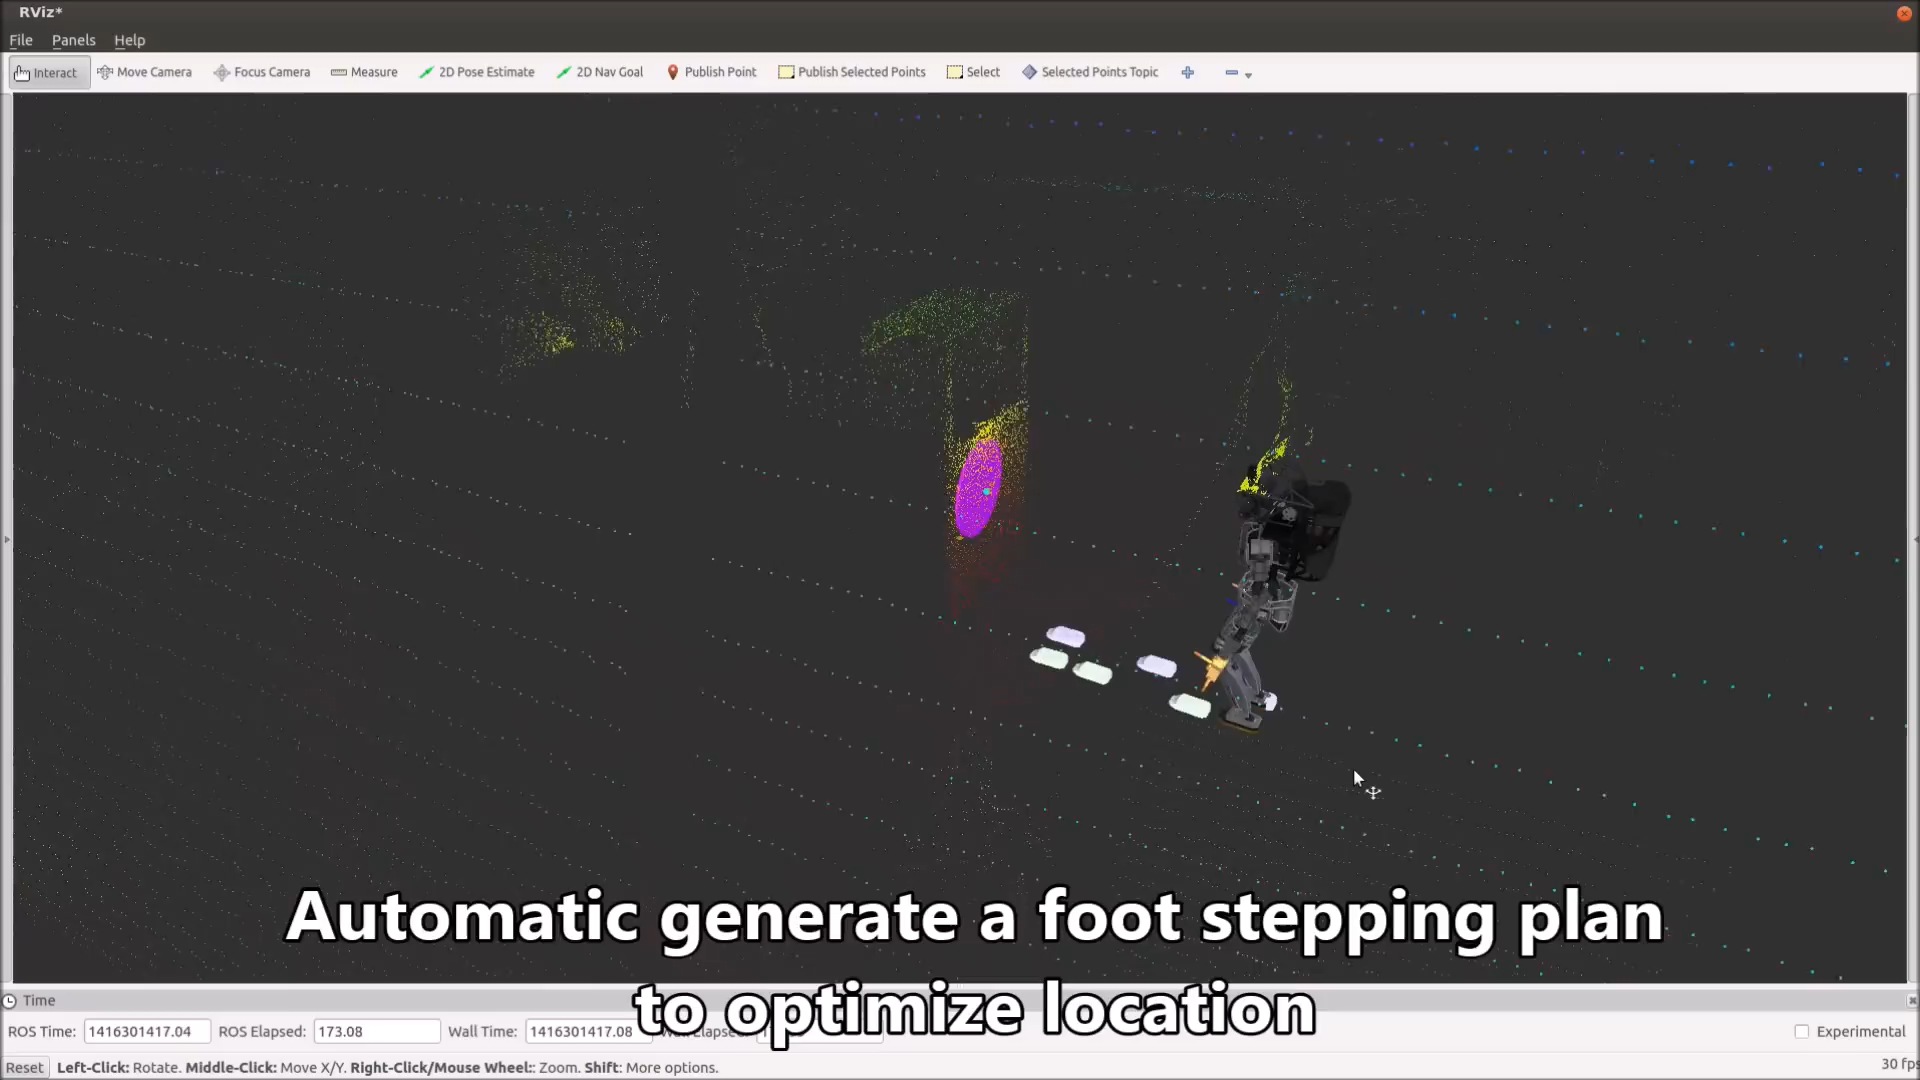 RViz*
File Panels Help
Interact Move Camera Focus Camera Measure 2D Pose Estimate 2D Nav Goal Publish Point Publish Selected Points Select Selected Points Topic
Automatic generate a foot stepping plan
to optimize location
Time
ROS Time: 1416301417.04 ROS Elapsed: 173.08 Wall Time: 1416301417.08 Elapsed: Experimental
Reset Left-Click: Rotate. Middle-Click: Move X/Y. Right-Click/Mouse Wheel:: Zoom. Shift: More options. 30 fps